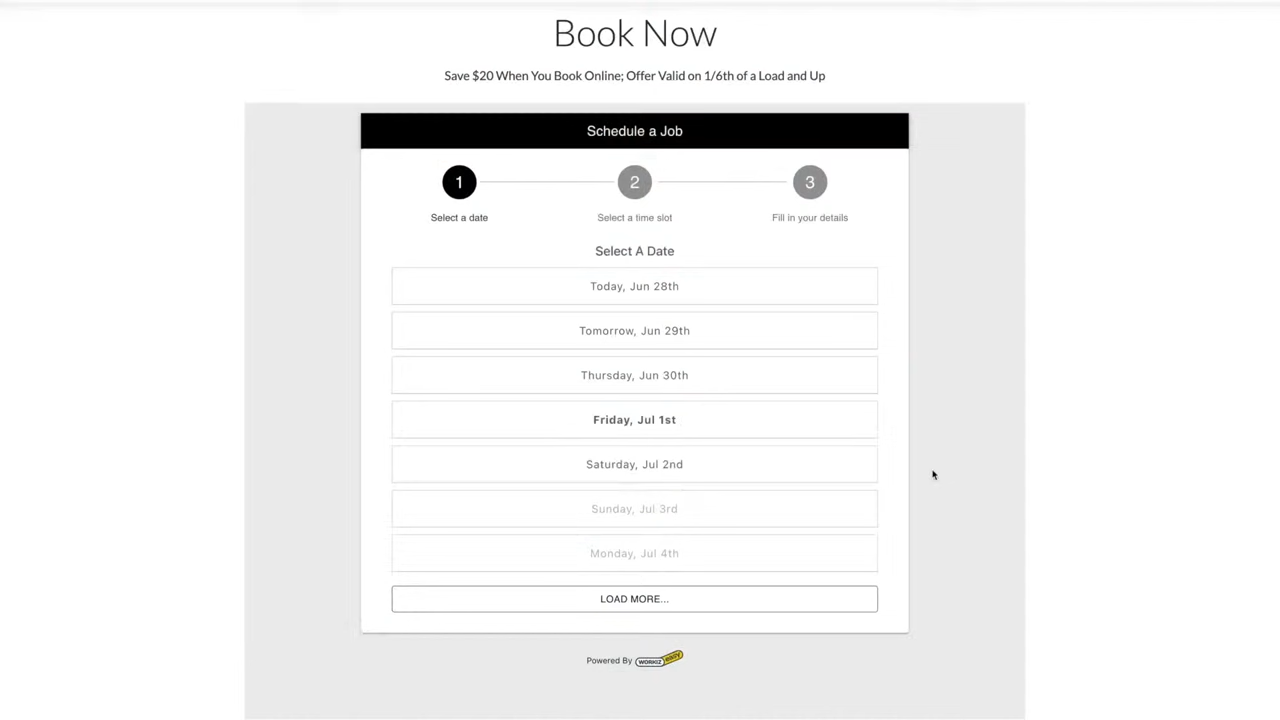 Book Now
Save $20 When You Book Online; Offer Valid on 1/6th of a Load and Up
Schedule a Job
1
2
3
Select a date
Select a time slot
Fill in your details
Select A Date
Today, Jun 28th
Tomorrow, Jun 29th
Thursday, Jun 30th
Friday, Jul 1st
Saturday, Jul 2nd
Sunday, Jul 3rd
Monday, Jul 4th
LOAD MORE...
Powered By WORKIZ easy